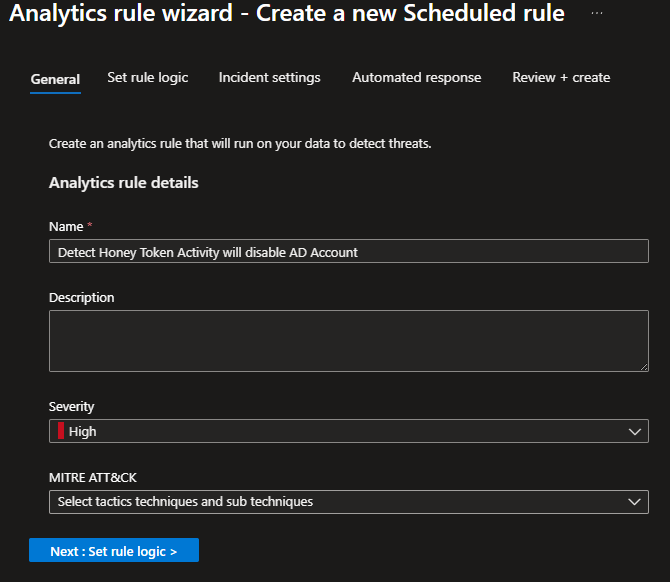 Analytics rule wizard - Create a new Scheduled rule ...
General Set rule logic Incident settings Automated response Review + create
Create an analytics rule that will run on your data to detect threats.
Analytics rule details
Name *
Detect Honey Token Activity will disable AD Account
Description
Severity
High
MITRE ATT&CK
Select tactics techniques and sub techniques
Next : Set rule logic >